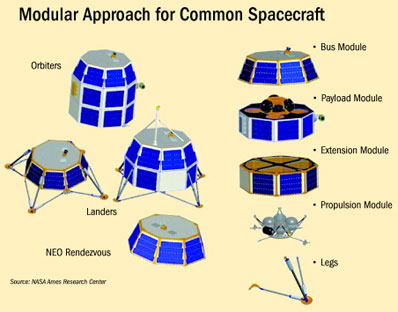 Modular Approach for Common Spacecraft
Orbiters
Landers
NEO Rendezvous
• Bus Module
• Payload Module
• Extension Module
• Propulsion Module
• Legs
Source: NASA Ames Research Center